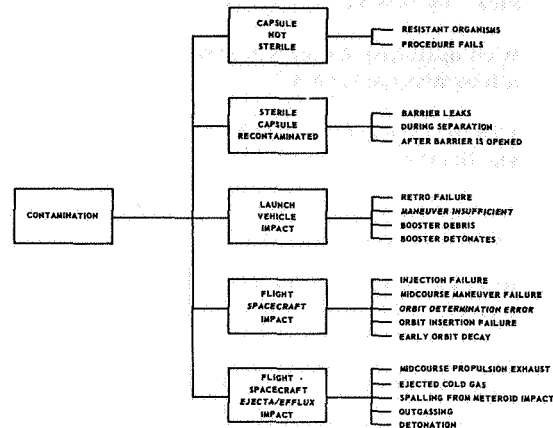 CAPSULE
NOT
STERILE
RESISTANT ORGANISMS
PROCEDURE FAILS
STERILE
CAPSULE
RECONTAMINATED
BARRIER LEAKS
DURING SEPARATION
AFTER BARRIER IS OPENED
CONTAMINATION
LAUNCH
VEHICLE
IMPACT
RETRO FAILURE
MANEUVER INSUFFICIENT
BOOSTER DEBRIS
BOOSTER DETONATES
FLIGHT
SPACECRAFT
IMPACT
INJECTION FAILURE
MIDCOURSE MANEUVER FAILURE
ORBIT DETERMINATION ERROR
ORBIT INSERTION FAILURE
EARLY ORBIT DECAY
FLIGHT
SPACECRAFT
EJECTA/EFFLUX
IMPACT
MIDCOURSE PROPULSION EXHAUST
EJECTED COLD GAS
SPALLING FROM METEROID IMPACT
OUTGASSING
DETONATION